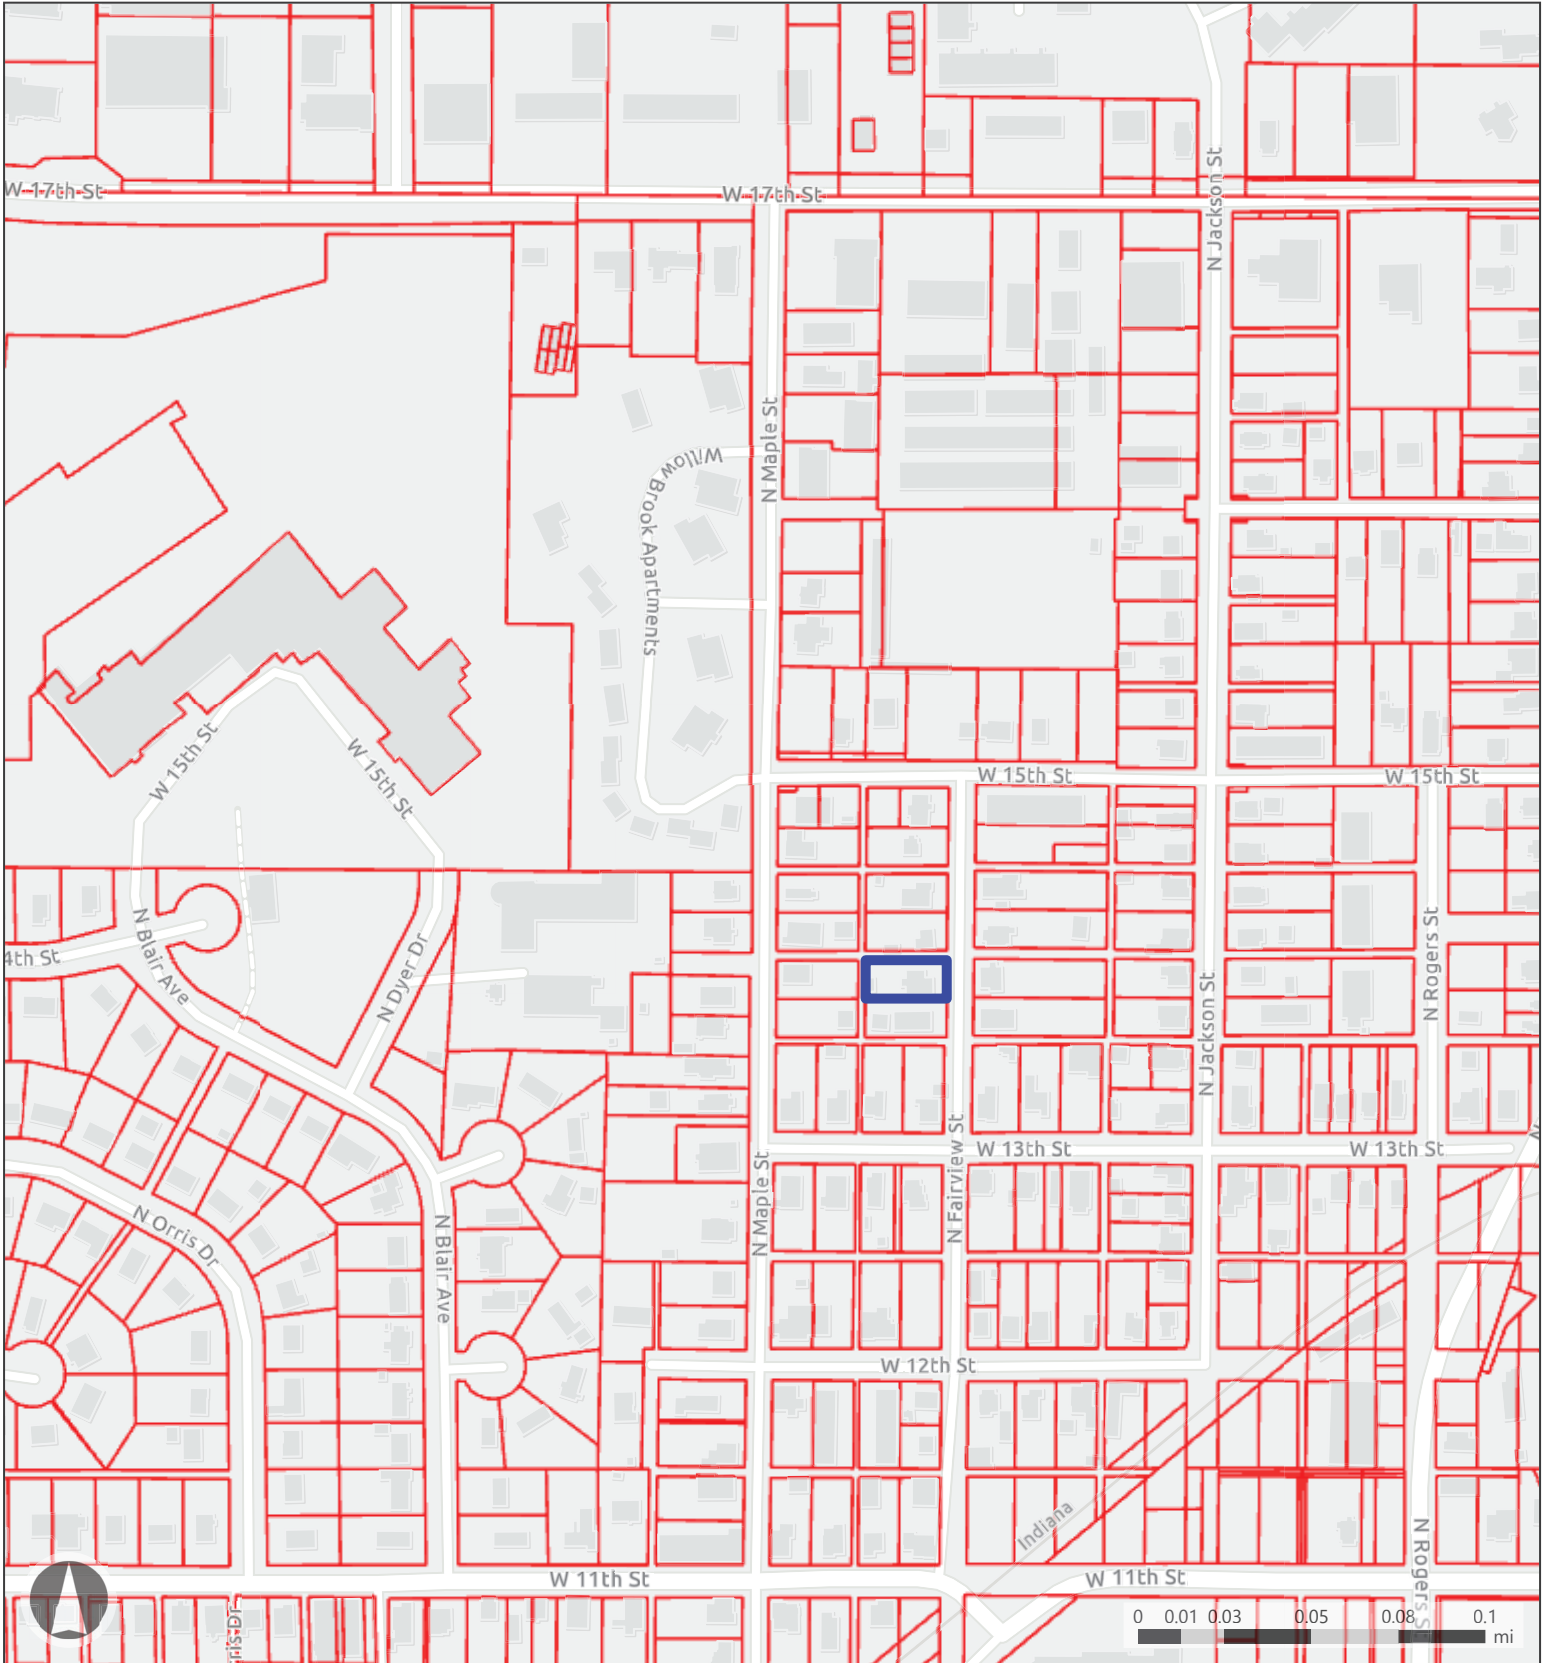 W 17th St
W 17th St
N Jackson St
N Maple St
Willow Brook Apartments
W 15th St
W 15th St
W 15th St
W 15th St
N Blair Ave
4th St
N Dyer Dr
N Rogers St
N Jackson St
N Fairview St
W 13th St
W 13th St
N Maple St
N Orris Dr
N Blair Ave
W 12th St
Indiana
N Rogers S
W 11th St
W 11th St
ris Dr
0 0.01 0.03 0.05 0.08 0.1
mi